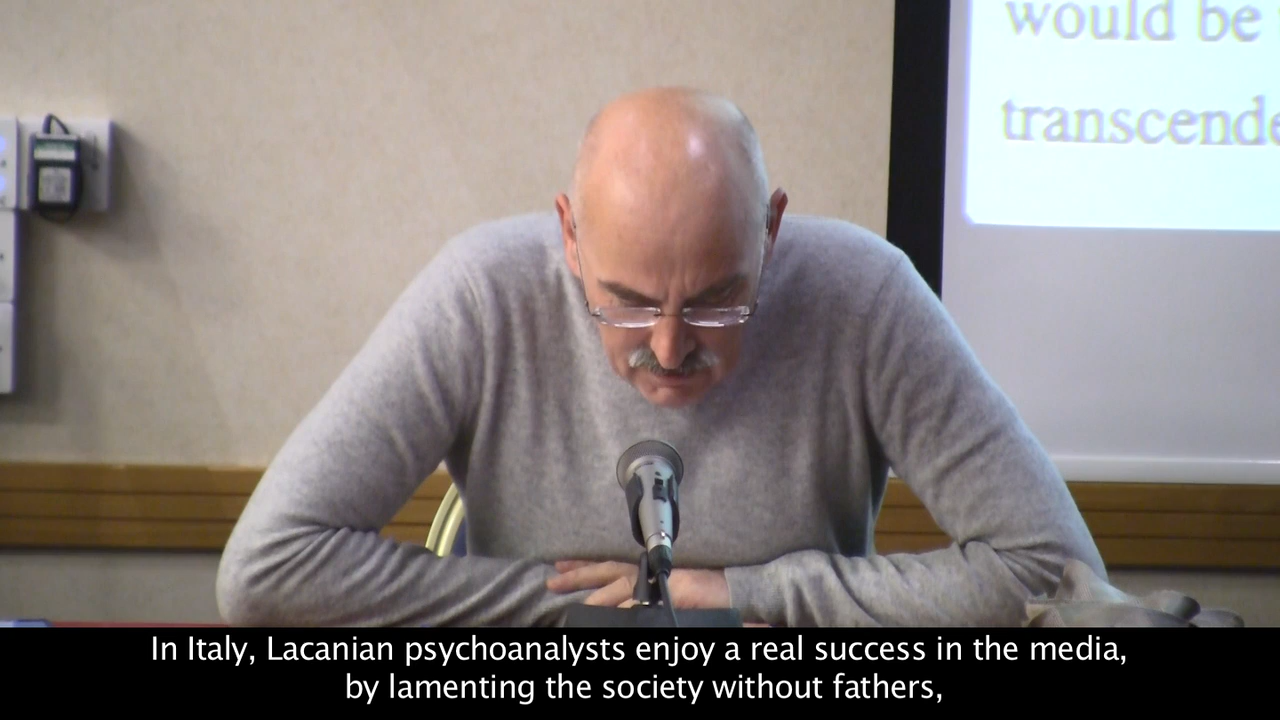 would be
transcende
In Italy, Lacanian psychoanalysts enjoy a real success in the media,
by lamenting the society without fathers,